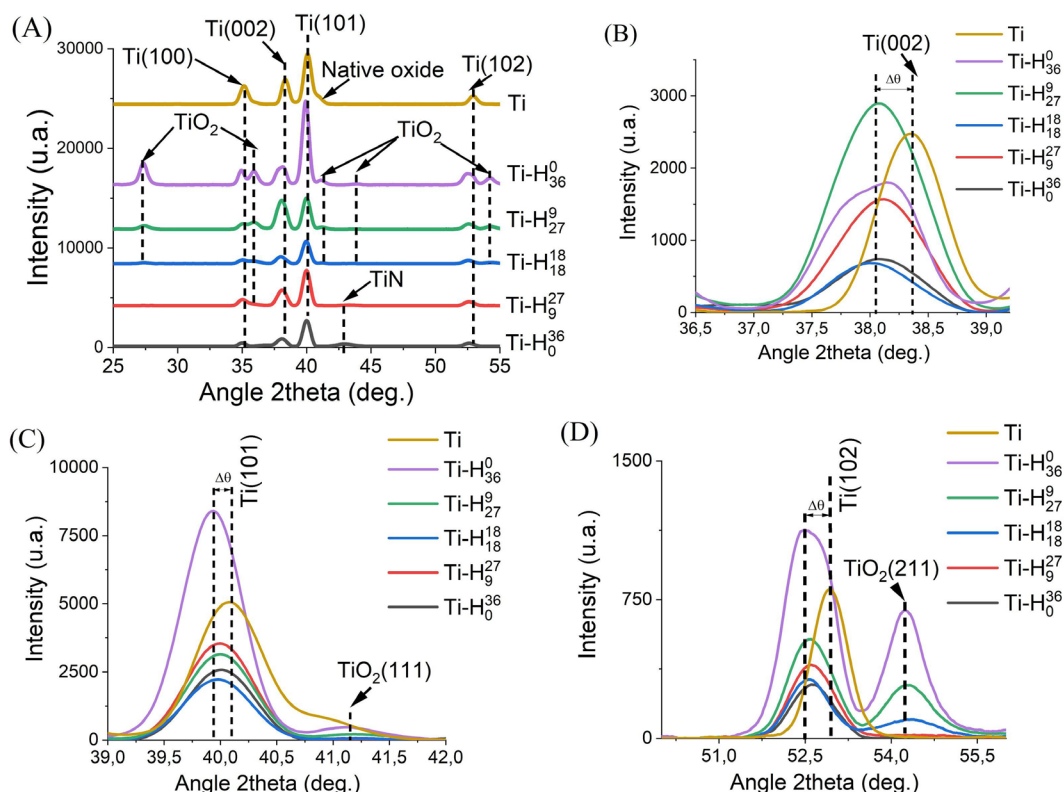 (A)
Ti(100)
Ti(002)
Ti(101)
Native oxide
Ti(102)
TiO₂
TiO₂
TiN
Ti
Ti-H⁰₃₆
Ti-H⁹₂₇
Ti-H¹⁸₁₈
Ti-H²⁷₉
Ti-H³⁶₀
Intensity (u.a.)
30000
20000
10000
0
25 30 35 40 45 50 55
Angle 2theta (deg.)
(B)
Ti(002)
Δθ
Ti
Ti-H⁰₃₆
Ti-H⁹₂₇
Ti-H¹⁸₁₈
Ti-H²⁷₉
Ti-H³⁶₀
Intensity (u.a.)
3000
2000
1000
0
36,5 37,0 37,5 38,0 38,5 39,0
Angle 2theta (deg.)
(C)
Δθ
Ti(101)
TiO₂(111)
Ti
Ti-H⁰₃₆
Ti-H⁹₂₇
Ti-H¹⁸₁₈
Ti-H²⁷₉
Ti-H³⁶₀
Intensity (u.a.)
10000
7500
5000
2500
0
39,0 39,5 40,0 40,5 41,0 41,5 42,0
Angle 2theta (deg.)
(D)
Δθ
Ti(102)
TiO₂(211)
Ti
Ti-H⁰₃₆
Ti-H⁹₂₇
Ti-H¹⁸₁₈
Ti-H²⁷₉
Ti-H³⁶₀
Intensity (u.a.)
1500
750
0
51,0 52,5 54,0 55,5
Angle 2theta (deg.)